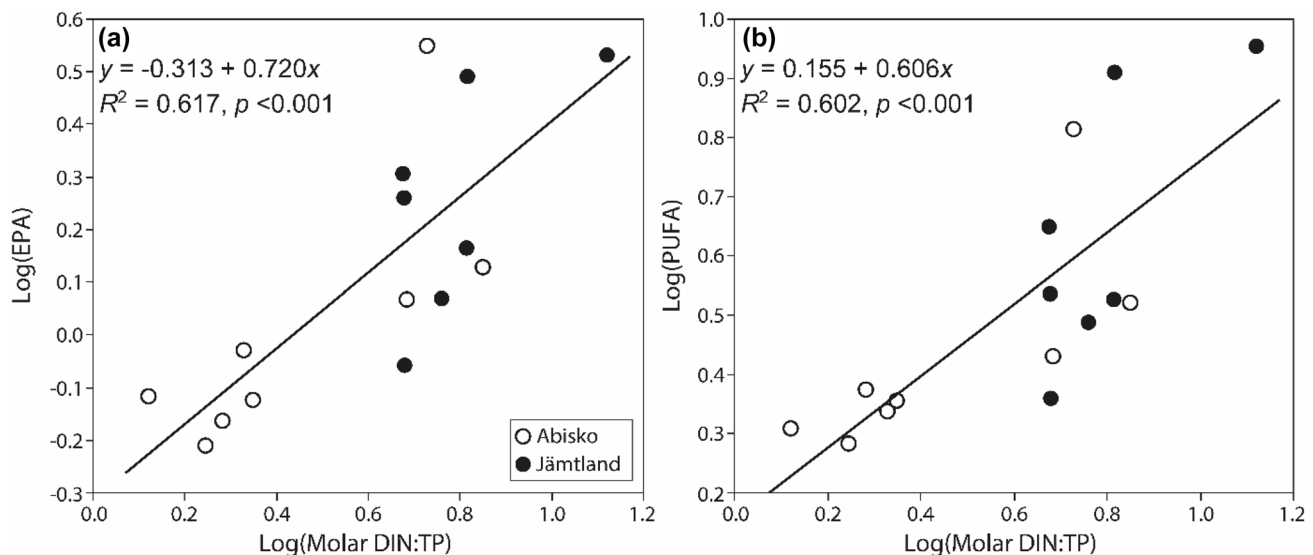 (a)
y = -0.313 + 0.720x
R² = 0.617, p <0.001
Log(EPA)
0.6
0.5
0.4
0.3
0.2
0.1
0.0
-0.1
-0.2
-0.3
0.0 0.2 0.4 0.6 0.8 1.0 1.2
Log(Molar DIN:TP)
Abisko
Jämtland
(b)
y = 0.155 + 0.606x
R² = 0.602, p <0.001
Log(PUFA)
1.0
0.9
0.8
0.7
0.6
0.5
0.4
0.3
0.2
0.0 0.2 0.4 0.6 0.8 1.0 1.2
Log(Molar DIN:TP)